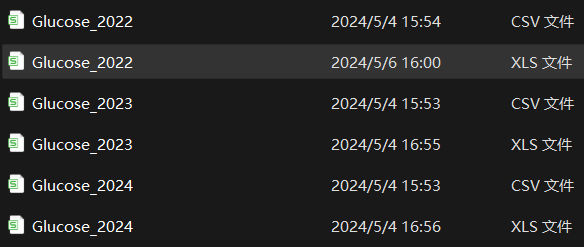 Glucose_2022 2024/5/4 15:54 CSV 文件
Glucose_2022 2024/5/6 16:00 XLS 文件
Glucose_2023 2024/5/4 15:53 CSV 文件
Glucose_2023 2024/5/4 16:55 XLS 文件
Glucose_2024 2024/5/4 15:53 CSV 文件
Glucose_2024 2024/5/4 16:56 XLS 文件